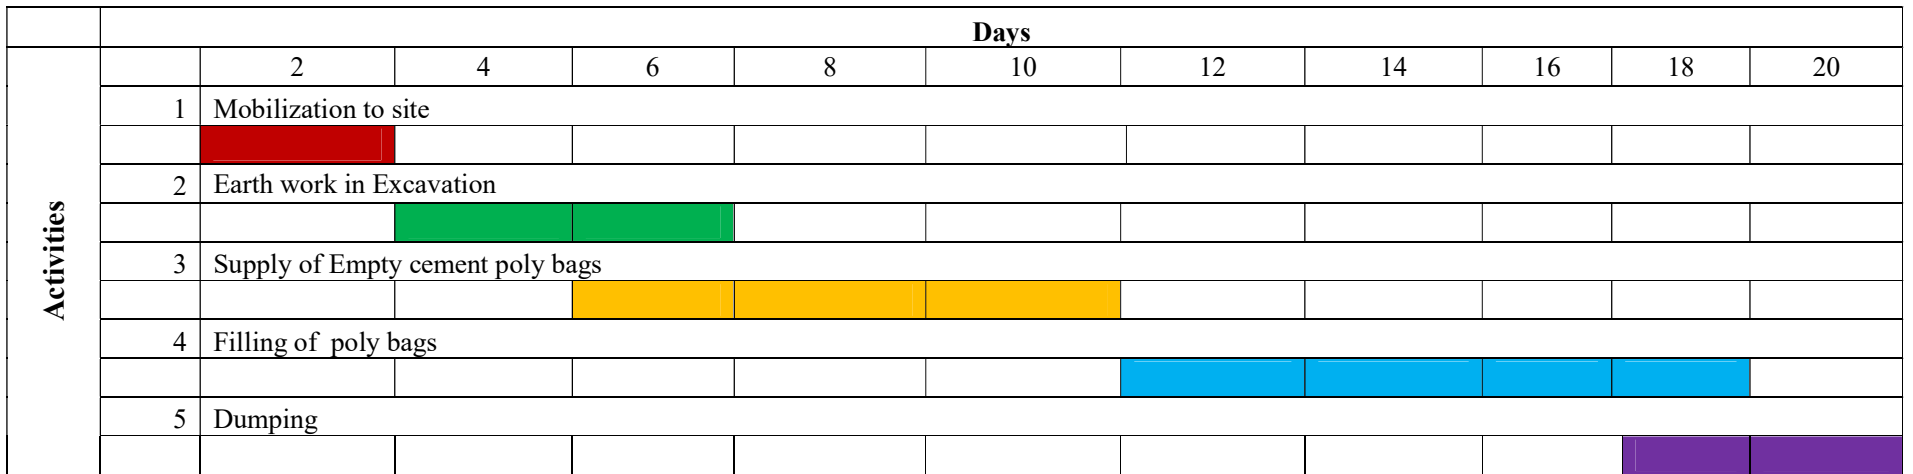 Days
2 4 6 8 10 12 14 16 18 20
Activities
1 Mobilization to site
2 Earth work in Excavation
3 Supply of Empty cement poly bags
4 Filling of  poly bags
5 Dumping